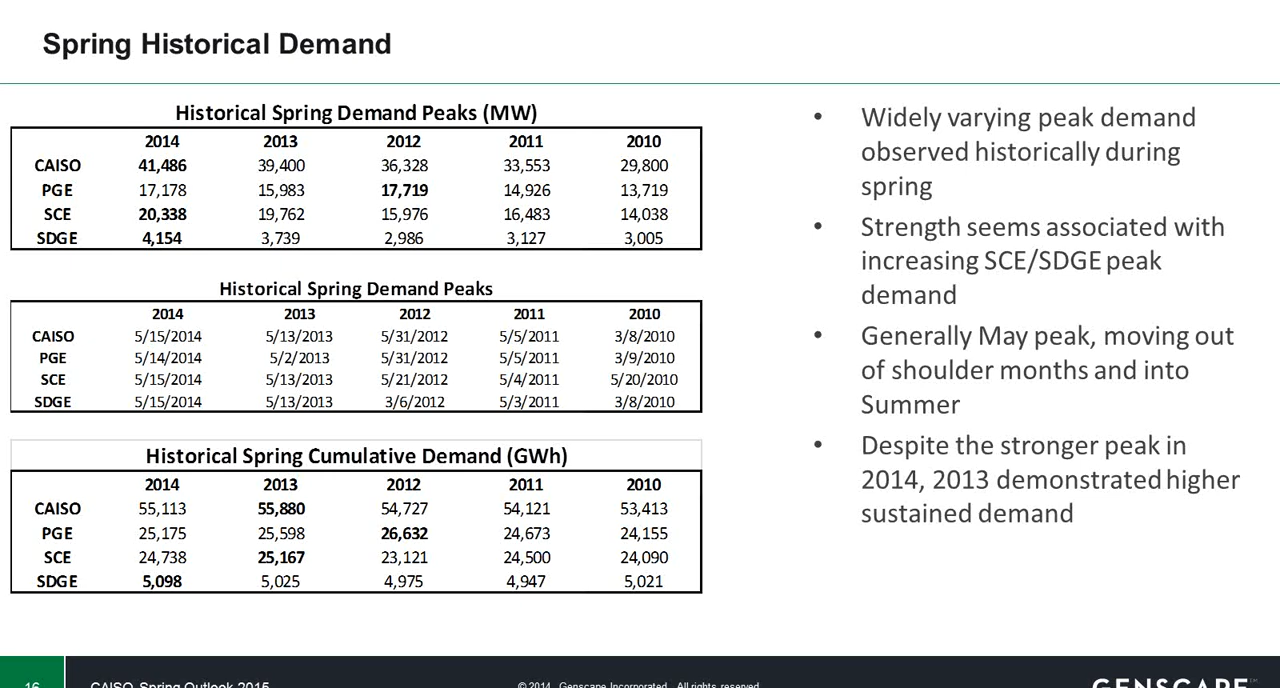 Spring Historical Demand
Historical Spring Demand Peaks (MW)
2014 2013 2012 2011 2010
CAISO 41,486 39,400 36,328 33,553 29,800
PGE 17,178 15,983 17,719 14,926 13,719
SCE 20,338 19,762 15,976 16,483 14,038
SDGE 4,154 3,739 2,986 3,127 3,005
Historical Spring Demand Peaks
2014 2013 2012 2011 2010
CAISO 5/15/2014 5/13/2013 5/31/2012 5/5/2011 3/8/2010
PGE 5/14/2014 5/2/2013 5/31/2012 5/5/2011 3/9/2010
SCE 5/15/2014 5/13/2013 5/21/2012 5/4/2011 5/20/2010
SDGE 5/15/2014 5/13/2013 3/6/2012 5/3/2011 3/8/2010
Historical Spring Cumulative Demand (GWh)
2014 2013 2012 2011 2010
CAISO 55,113 55,880 54,727 54,121 53,413
PGE 25,175 25,598 26,632 24,673 24,155
SCE 24,738 25,167 23,121 24,500 24,090
SDGE 5,098 5,025 4,975 4,947 5,021
• Widely varying peak demand
observed historically during
spring
• Strength seems associated with
increasing SCE/SDGE peak
demand
• Generally May peak, moving out
of shoulder months and into
Summer
• Despite the stronger peak in
2014, 2013 demonstrated higher
sustained demand
16
CAISO Spring Outlook 2015
© 2014 Genscape Incorporated. All rights reserved
GENSCAPE™